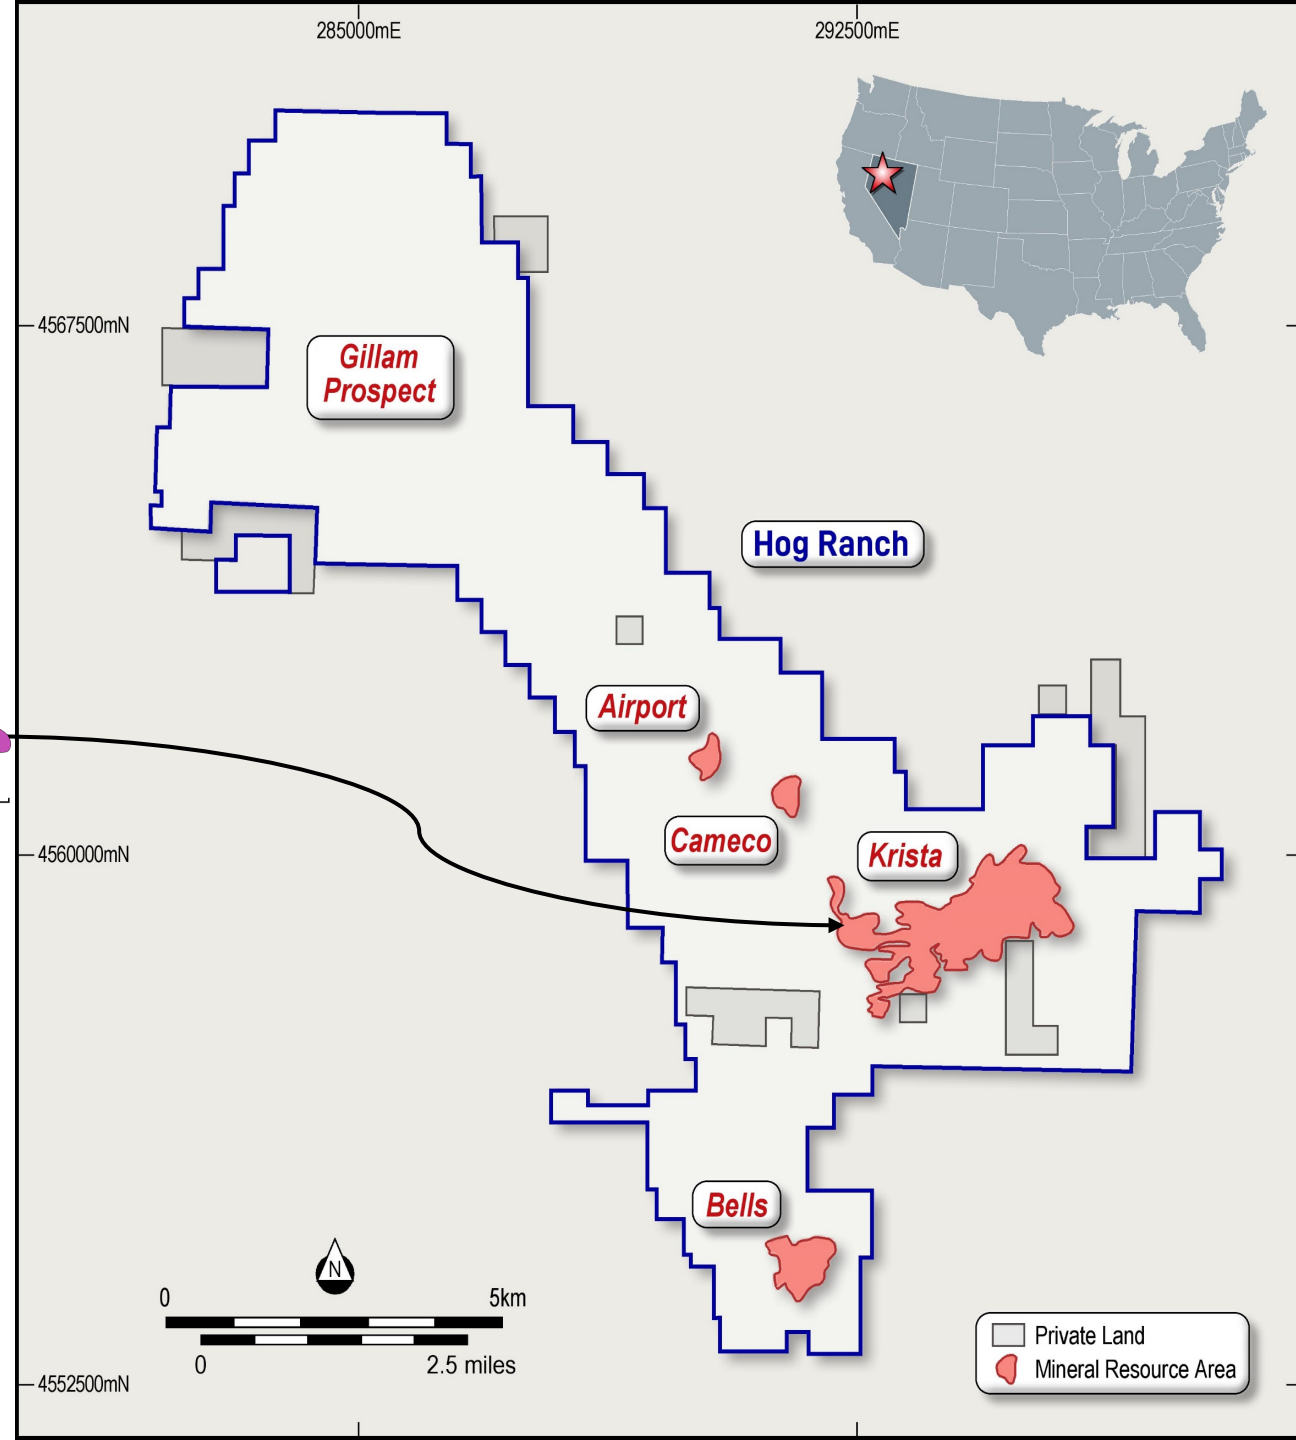 285000mE
292500mE
4567500mN
Gillam
Prospect
Hog Ranch
Airport
Cameco
Krista
4560000mN
Bells
N
0
5km
0
2.5 miles
Private Land
Mineral Resource Area
4552500mN